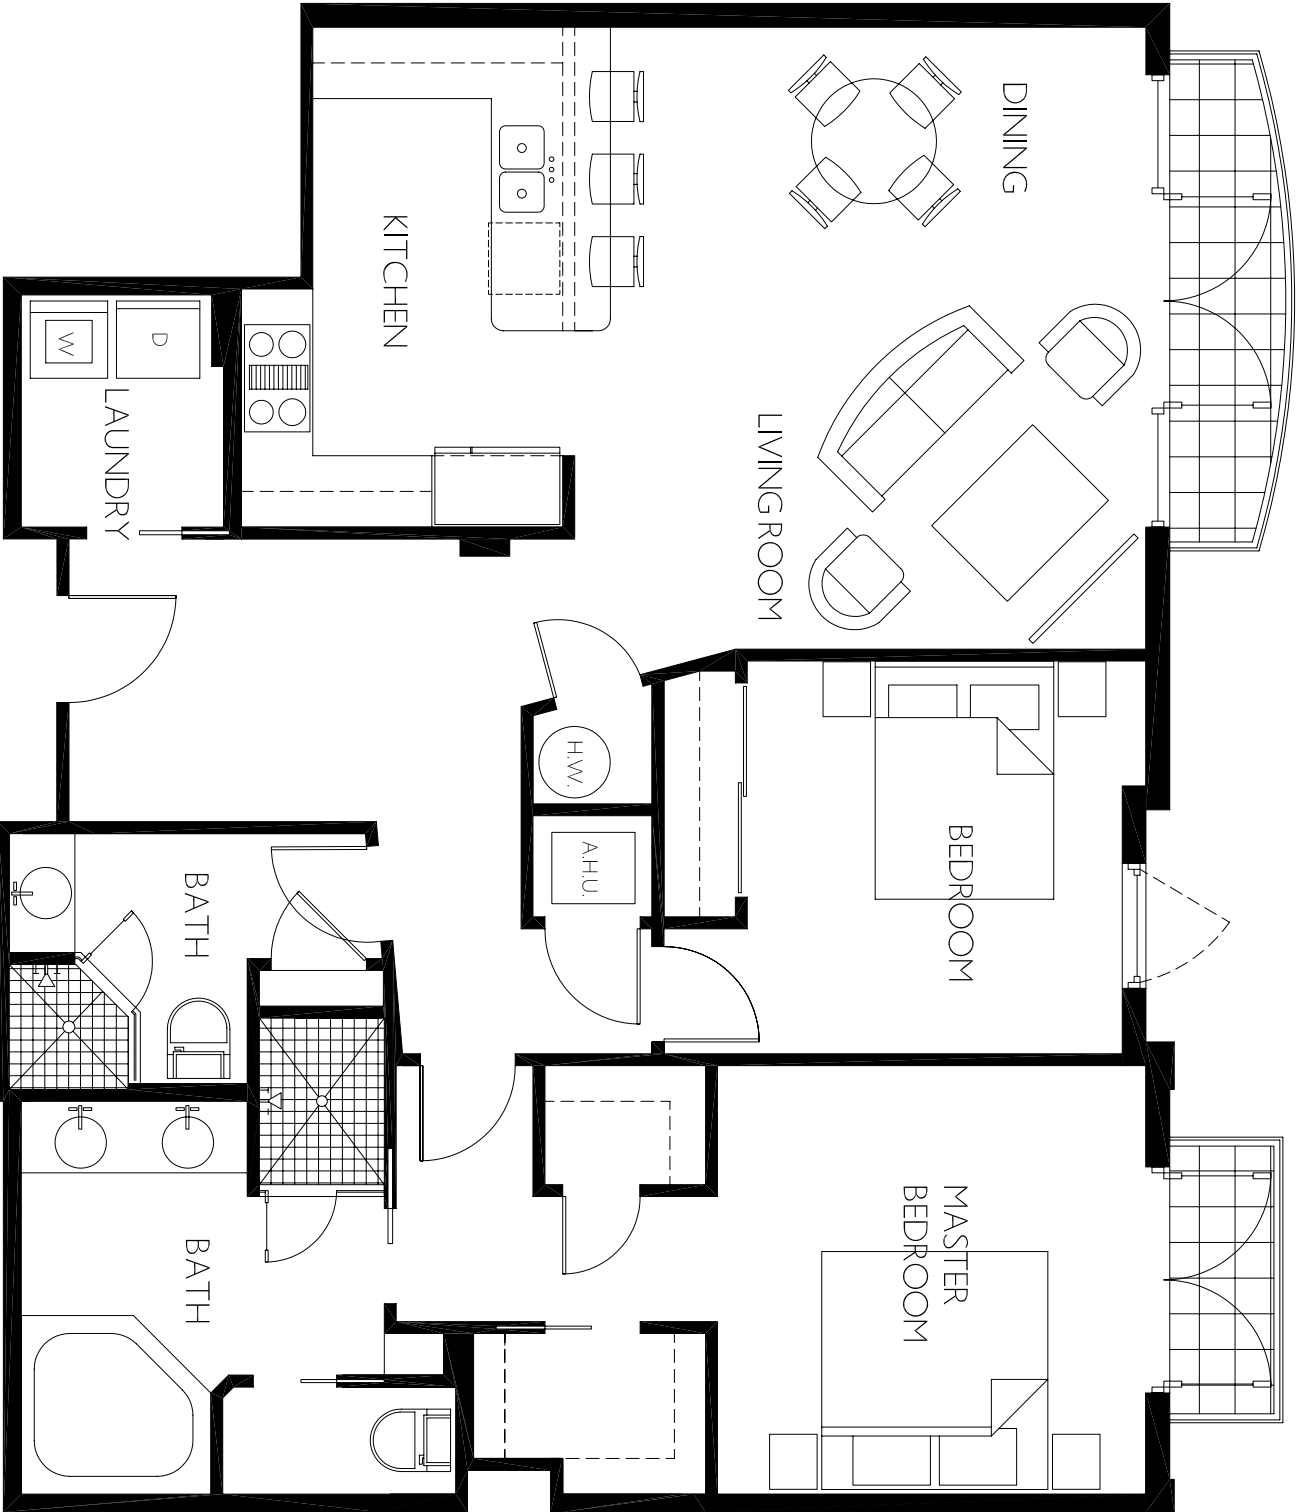 DINING
KITCHEN
W
D
LAUNDRY
LIVING ROOM
H.W.
A.H.U.
BEDROOM
BATH
MASTER
BEDROOM
BATH